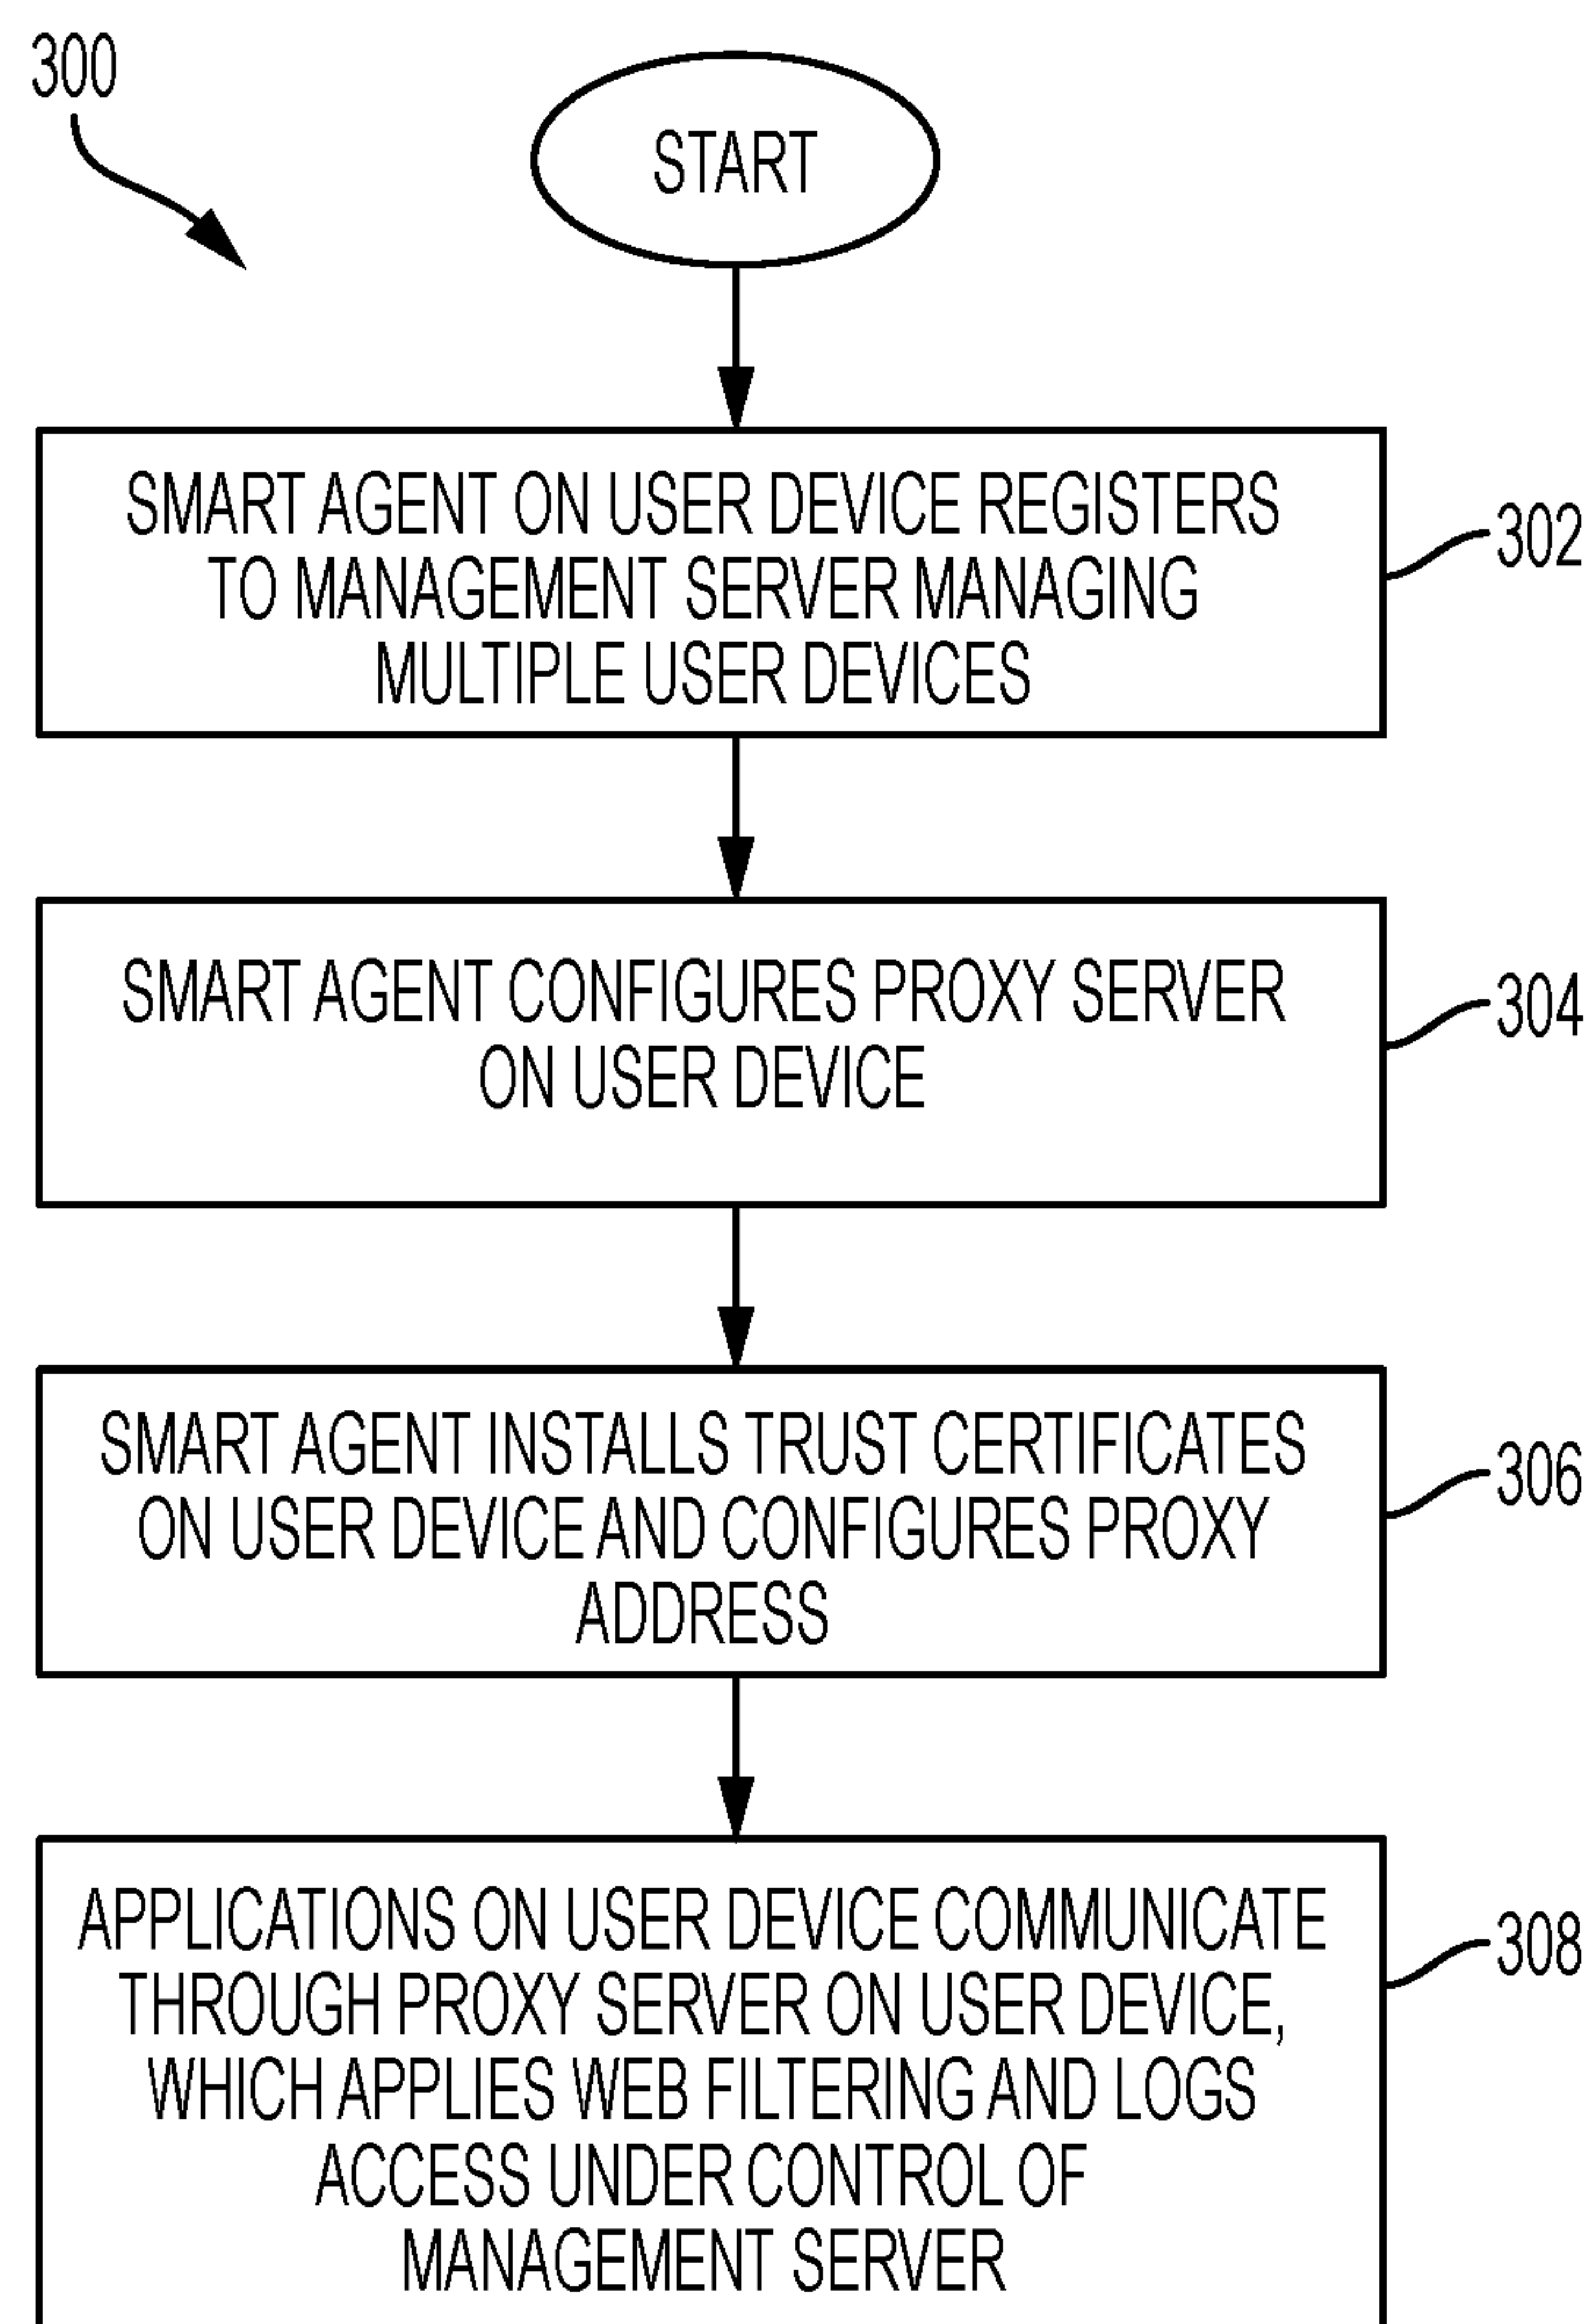 300
START
SMART AGENT ON USER DEVICE REGISTERS
TO MANAGEMENT SERVER MANAGING
MULTIPLE USER DEVICES
302
SMART AGENT CONFIGURES PROXY SERVER
ON USER DEVICE
304
SMART AGENT INSTALLS TRUST CERTIFICATES
ON USER DEVICE AND CONFIGURES PROXY
ADDRESS
306
APPLICATIONS ON USER DEVICE COMMUNICATE
THROUGH PROXY SERVER ON USER DEVICE,
WHICH APPLIES WEB FILTERING AND LOGS
ACCESS UNDER CONTROL OF
MANAGEMENT SERVER
308